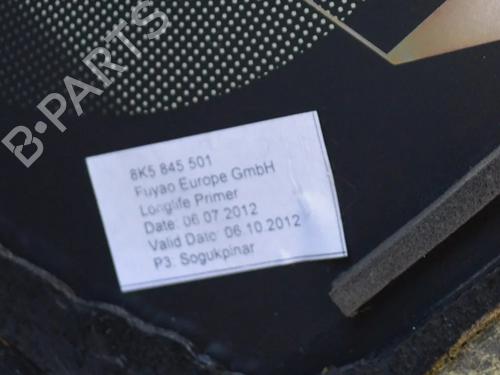 B-PARTS
8K5 845 501
Fuyao Europe GmbH
Longlife Primer
Date: 06.07.2012
Valid Date: 06.10.2012
P3: Sogukpinar